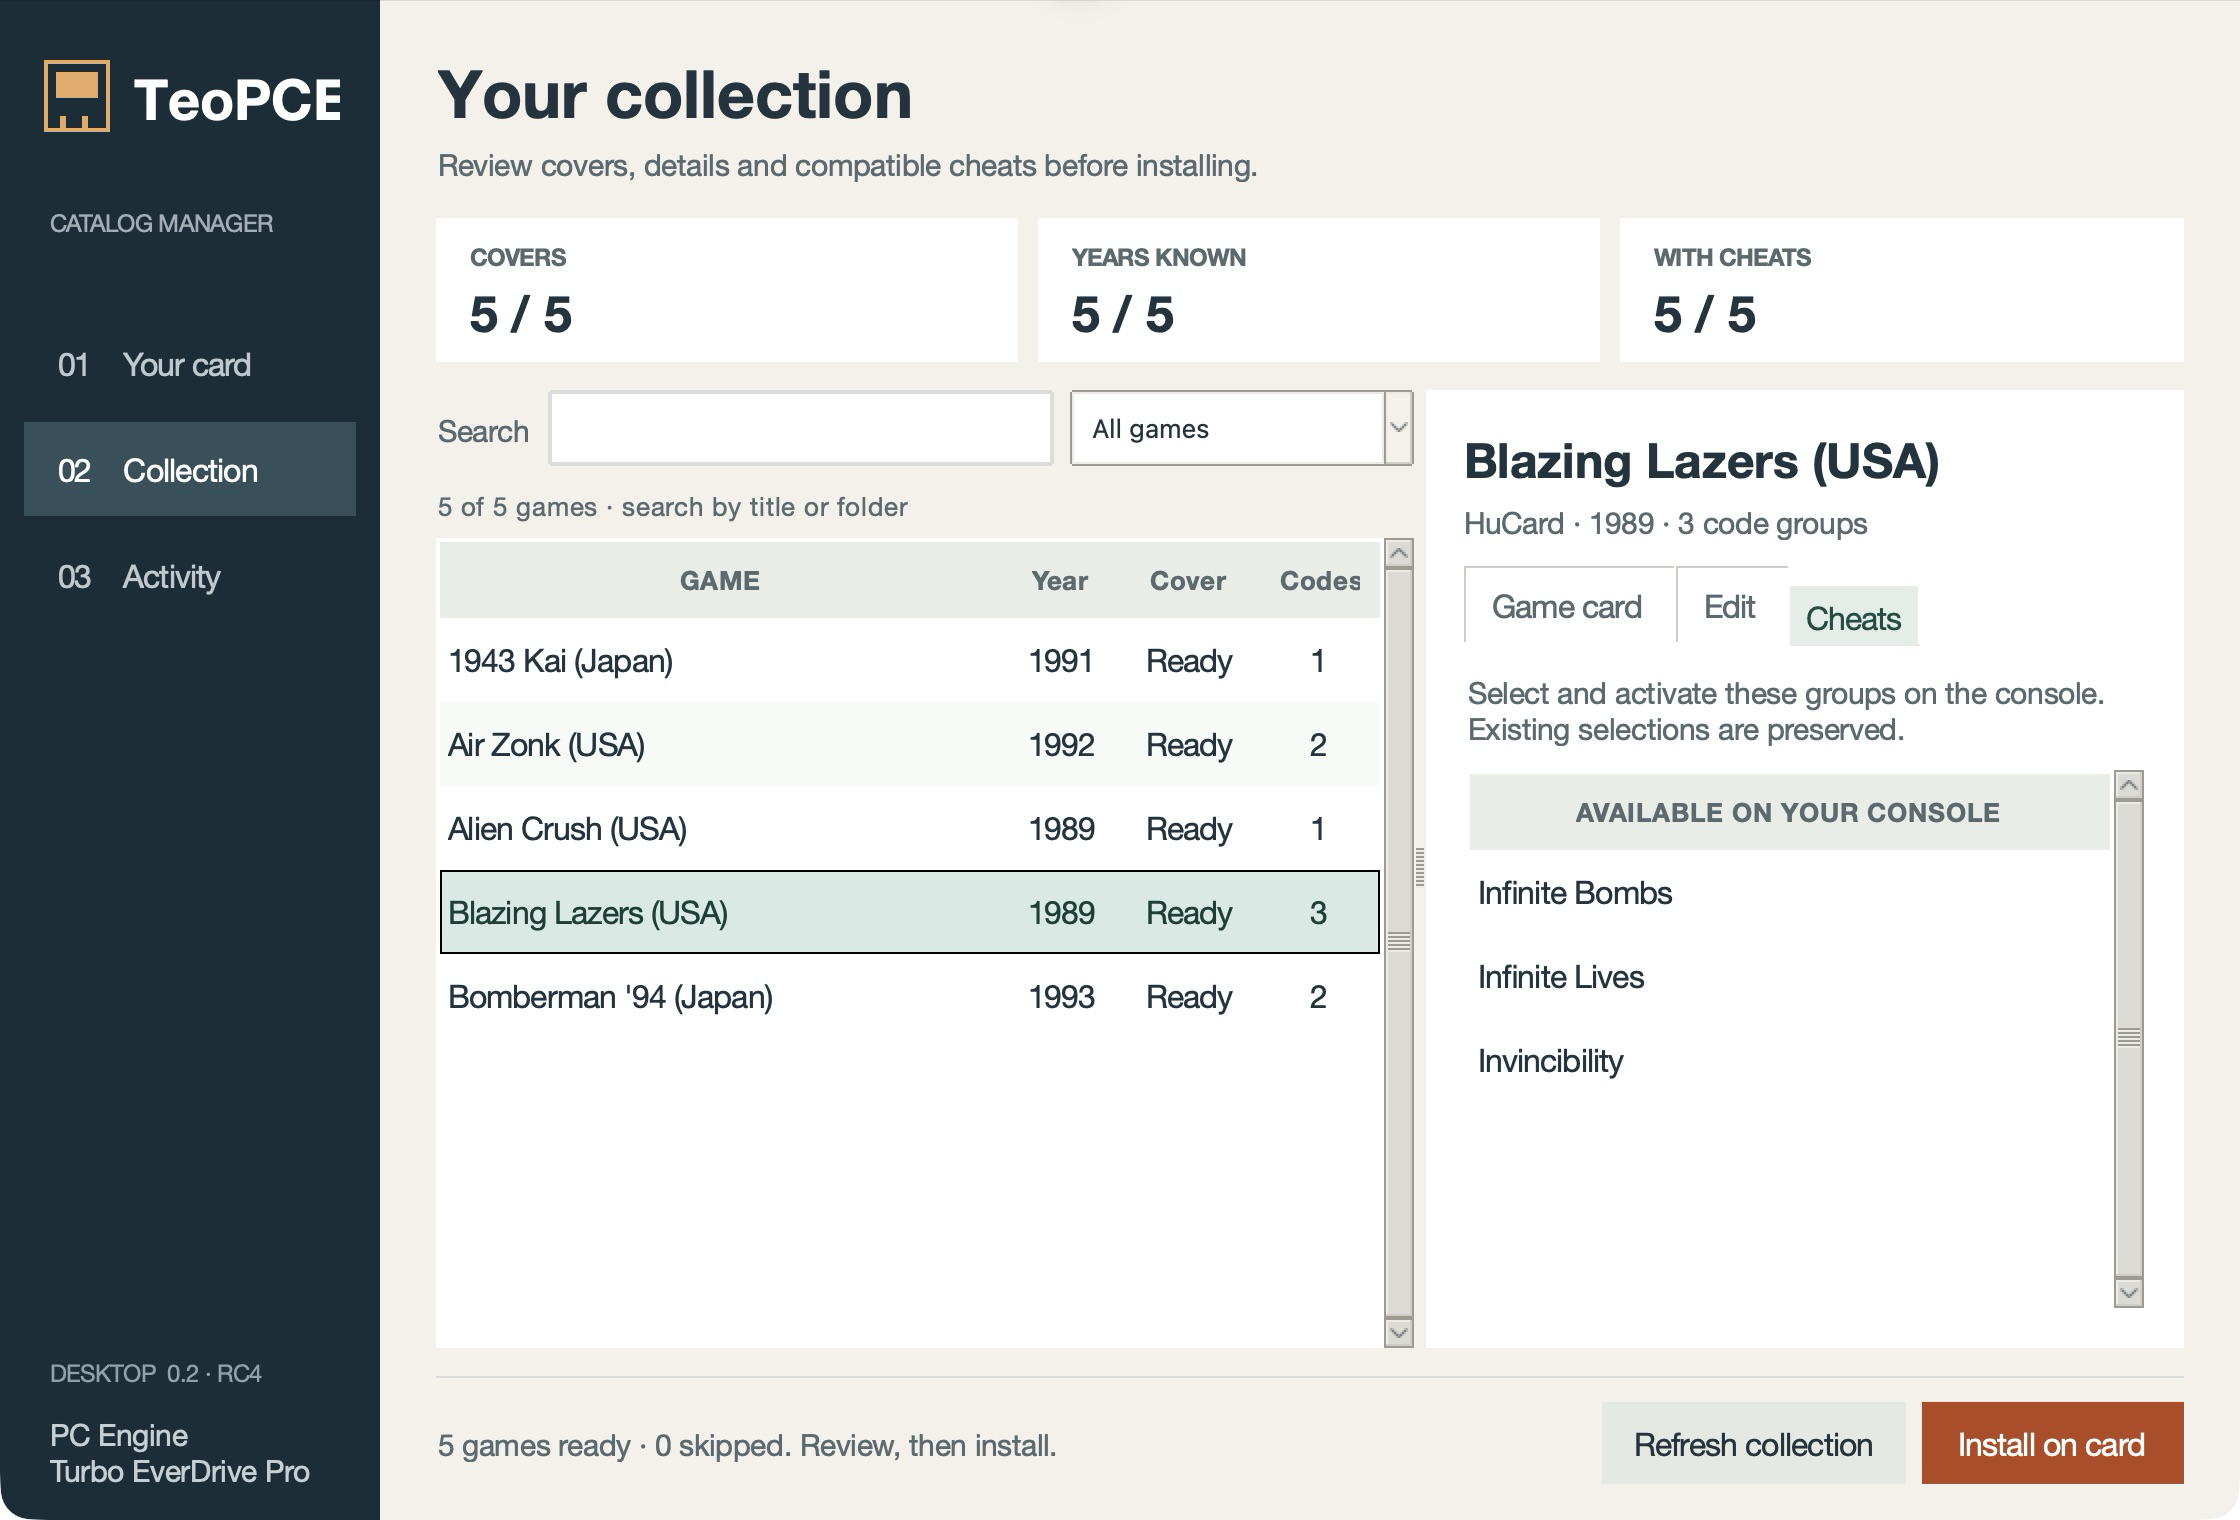 TeoPCE
CATALOG MANAGER
01 Your card
02 Collection
03 Activity
DESKTOP 0.2 · RC4
PC Engine
Turbo EverDrive Pro
Your collection
Review covers, details and compatible cheats before installing.
COVERS
5 / 5
YEARS KNOWN
5 / 5
WITH CHEATS
5 / 5
Search
All games
5 of 5 games · search by title or folder
GAME Year Cover Codes
1943 Kai (Japan) 1991 Ready 1
Air Zonk (USA) 1992 Ready 2
Alien Crush (USA) 1989 Ready 1
Blazing Lazers (USA) 1989 Ready 3
Bomberman '94 (Japan) 1993 Ready 2
Blazing Lazers (USA)
HuCard · 1989 · 3 code groups
Game card Edit Cheats
Select and activate these groups on the console.
Existing selections are preserved.
AVAILABLE ON YOUR CONSOLE
Infinite Bombs
Infinite Lives
Invincibility
5 games ready · 0 skipped. Review, then install.
Refresh collection
Install on card